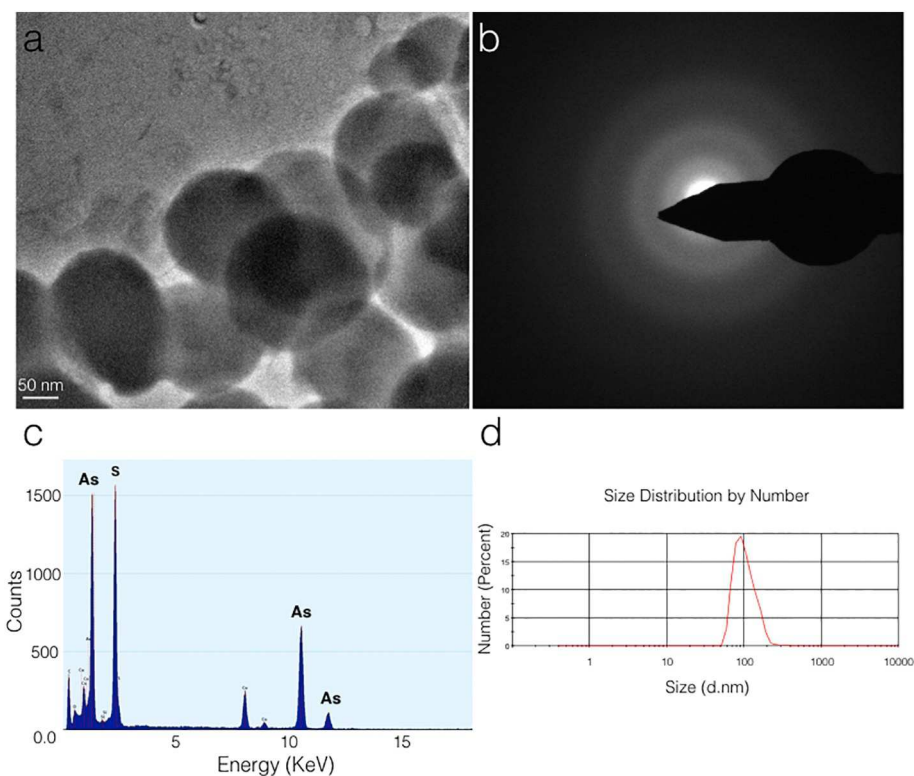 a
b
50 nm
c
d
As
S
As
As
1500
1000
500
0.0
5
10
15
Counts
Energy (KeV)
Size Distribution by Number
20
15
10
5
0
1
10
100
1000
10000
Number (Percent)
Size (d.nm)